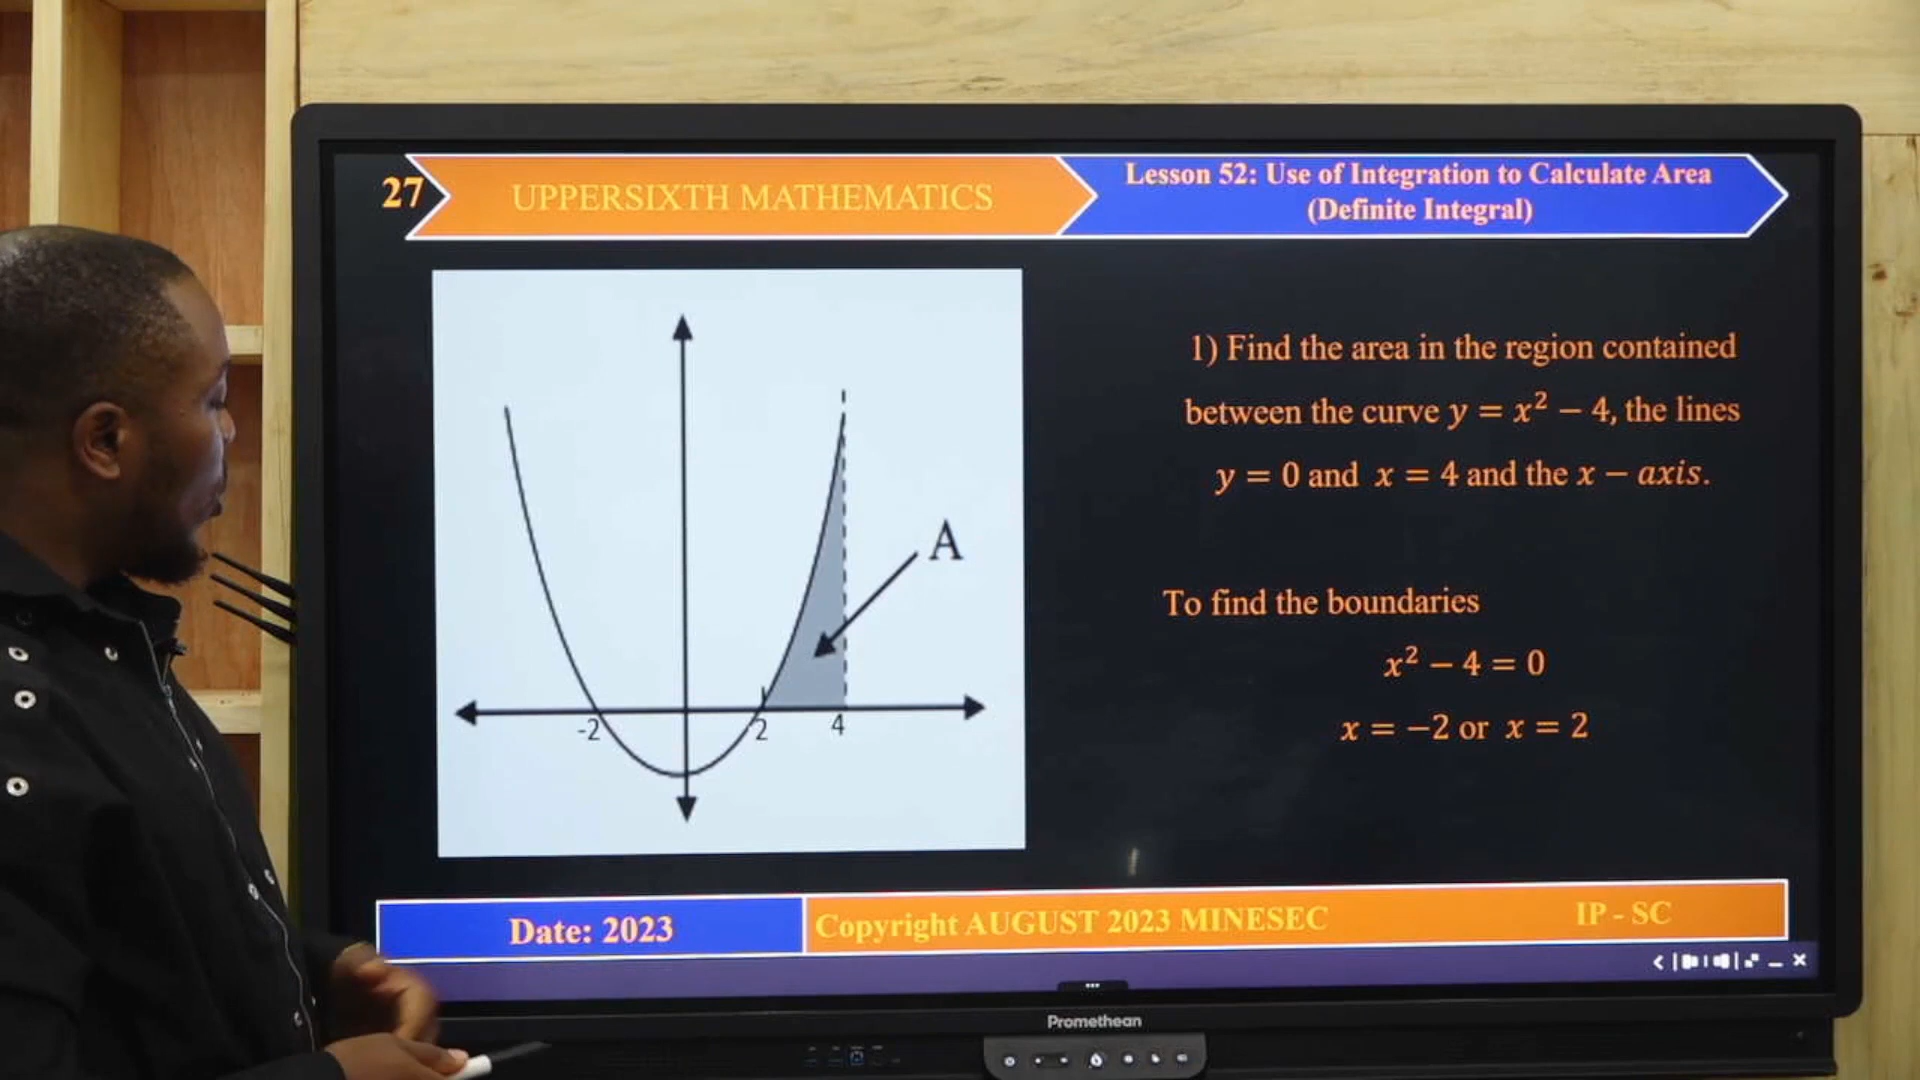 27
UPPERSIXTH MATHEMATICS
Lesson 52: Use of Integration to Calculate Area
(Definite Integral)
1) Find the area in the region contained
between the curve y = x² − 4, the lines
y = 0 and x = 4 and the x − axis.
A
-2
2
4
To find the boundaries
x² − 4 = 0
x = −2 or x = 2
Date: 2023
Copyright AUGUST 2023 MINESEC
IP - SC
Promethean